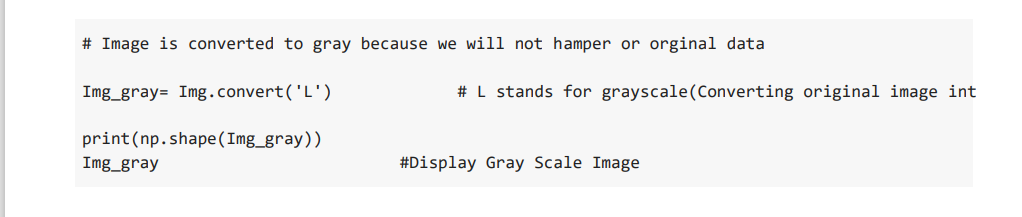 # Image is converted to gray because we will not hamper or orginal data
Img_gray= Img.convert('L') # L stands for grayscale(Converting original image int
print(np.shape(Img_gray))
Img_gray #Display Gray Scale Image